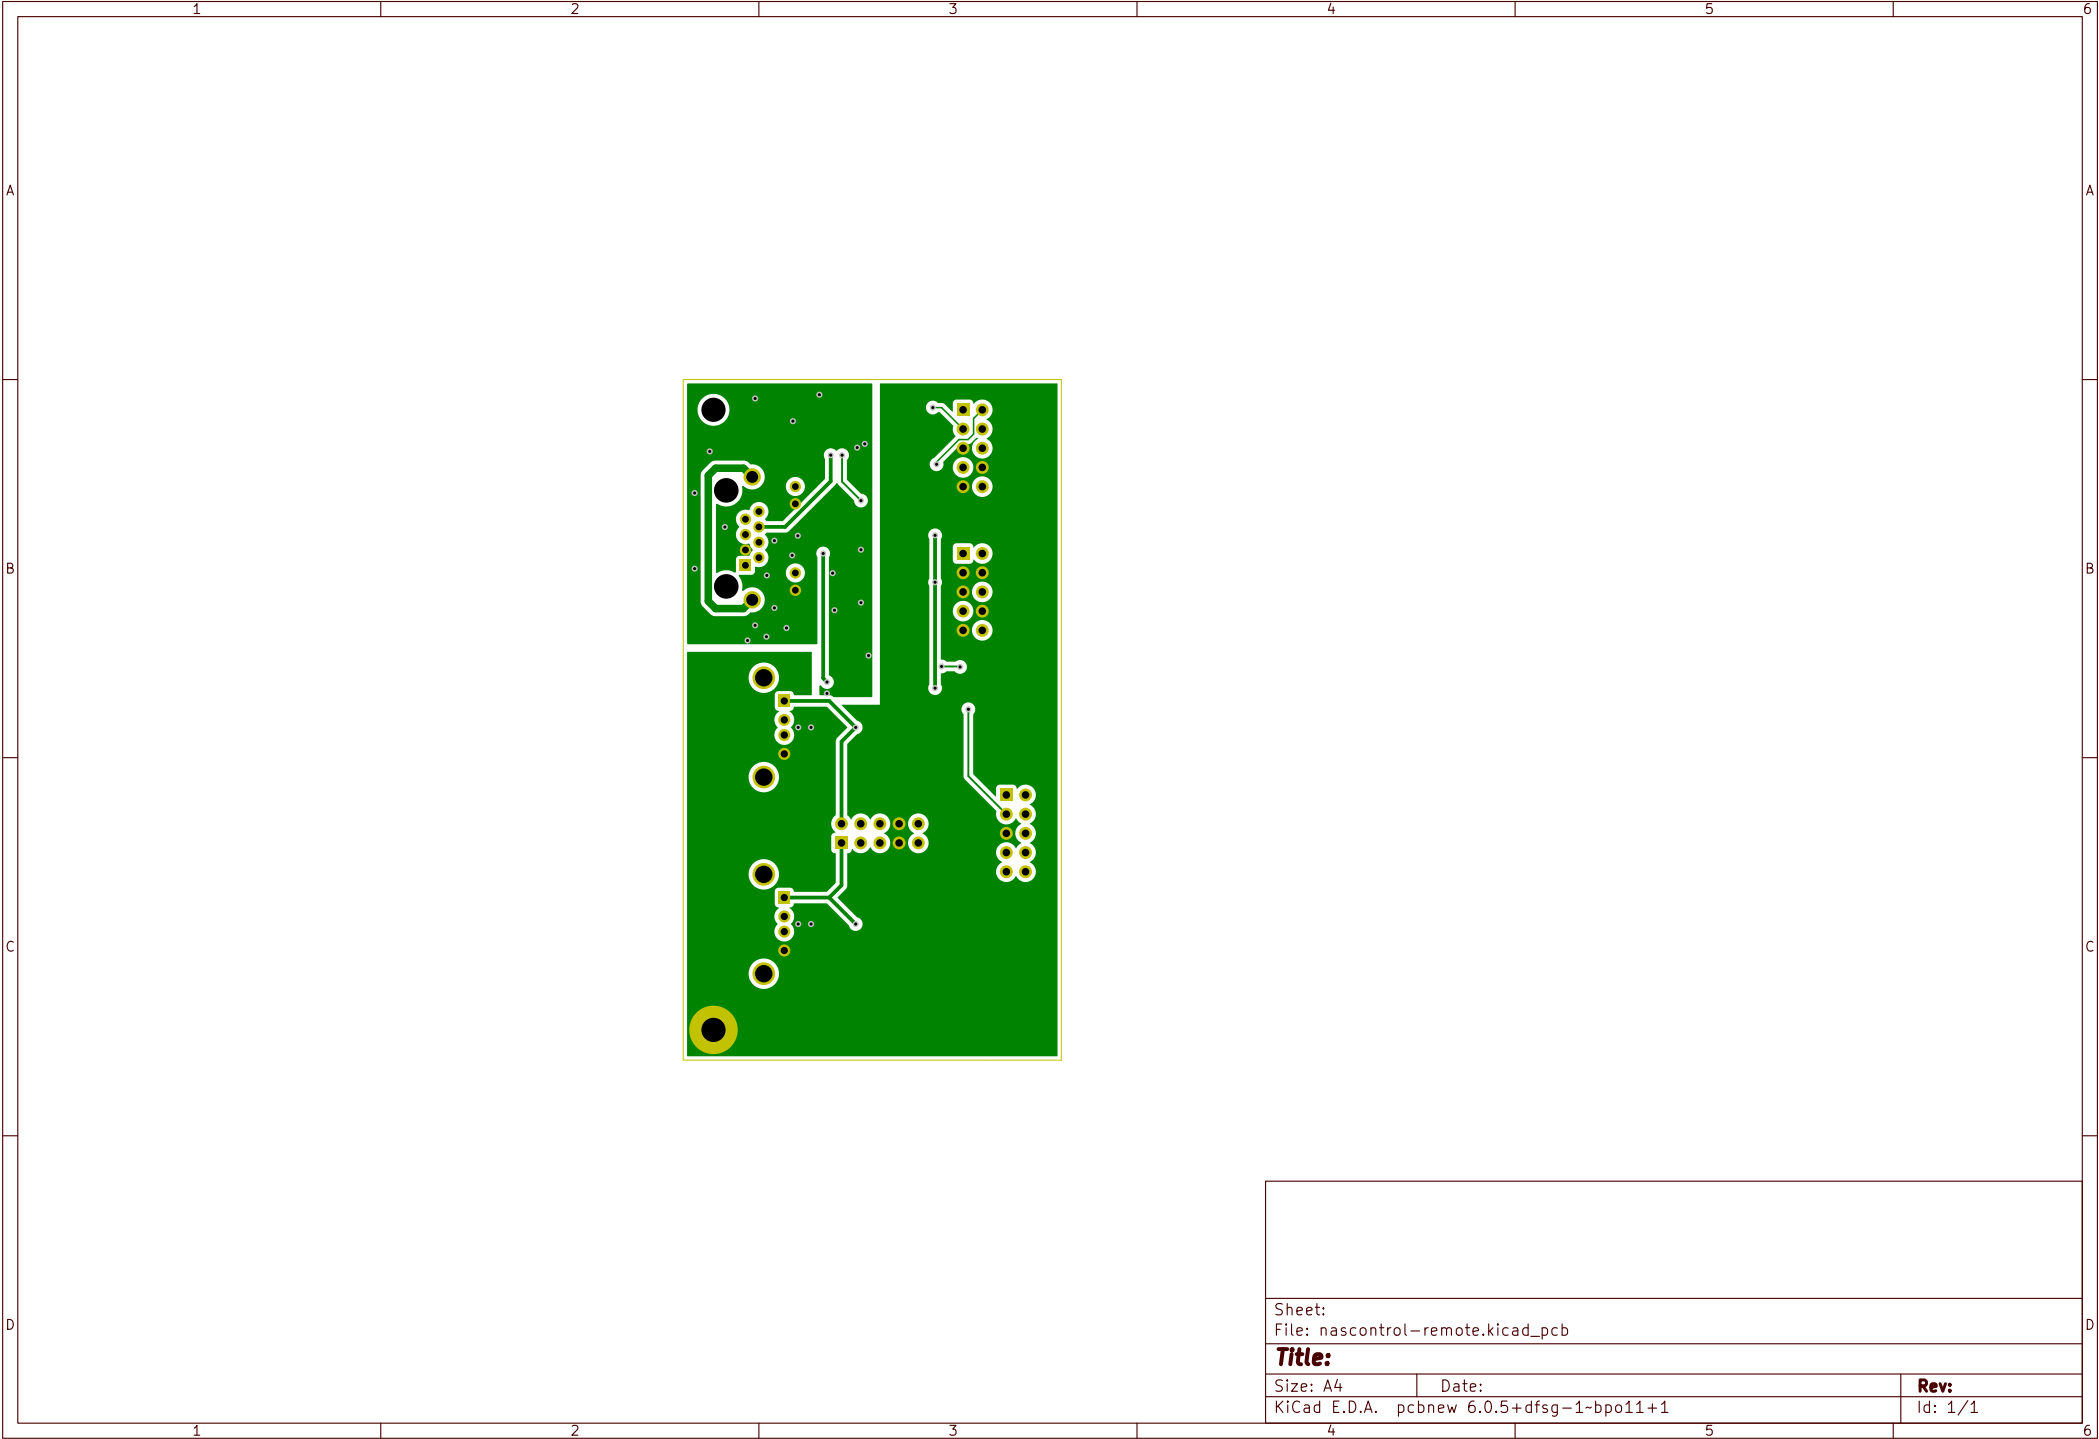 1 2 3 4 5 6
A A
B B
C C
Sheet:
File: nascontrol-remote.kicad_pcb
D D
Title:
Size: A4 Date: Rev:
KiCad E.D.A. pcbnew 6.0.5+dfsg-1~bpo11+1 Id: 1/1
1 2 3 4 5 6